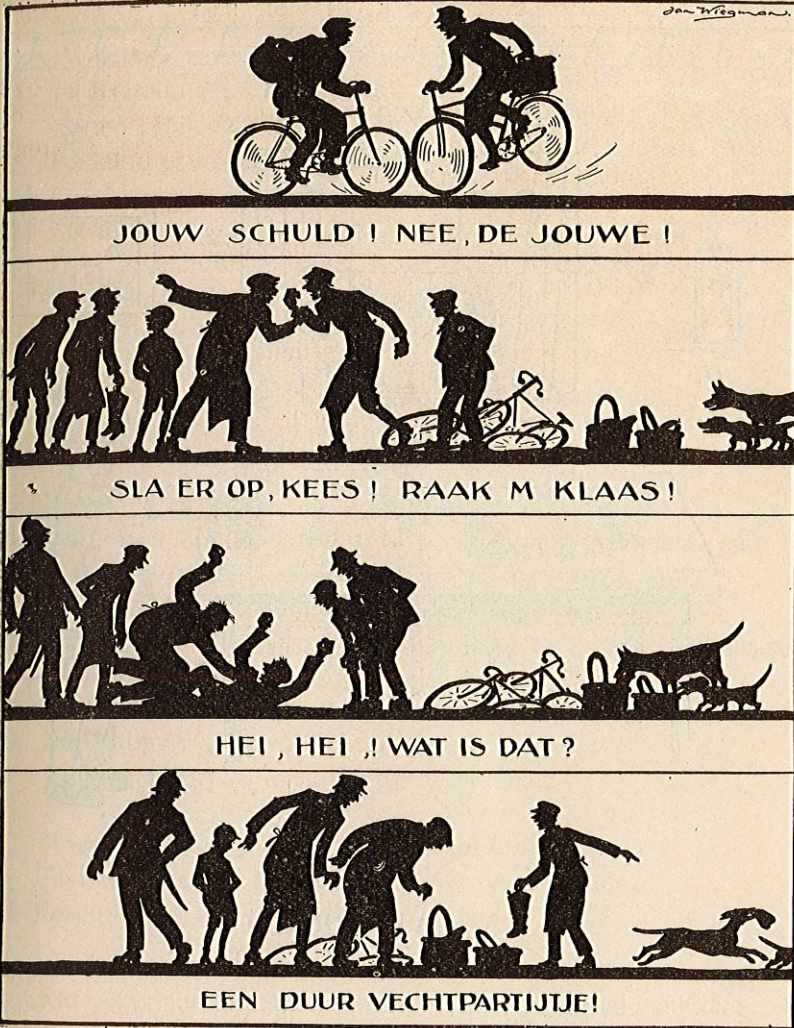 Jan Wiegman.
JOUW SCHULD! NEE, DE JOUWE!
SLA ER OP, KEES! RAAK M KLAAS!
HEI, HEI,! WAT IS DAT?
EEN DUUR VECHTPARTIJTJE!